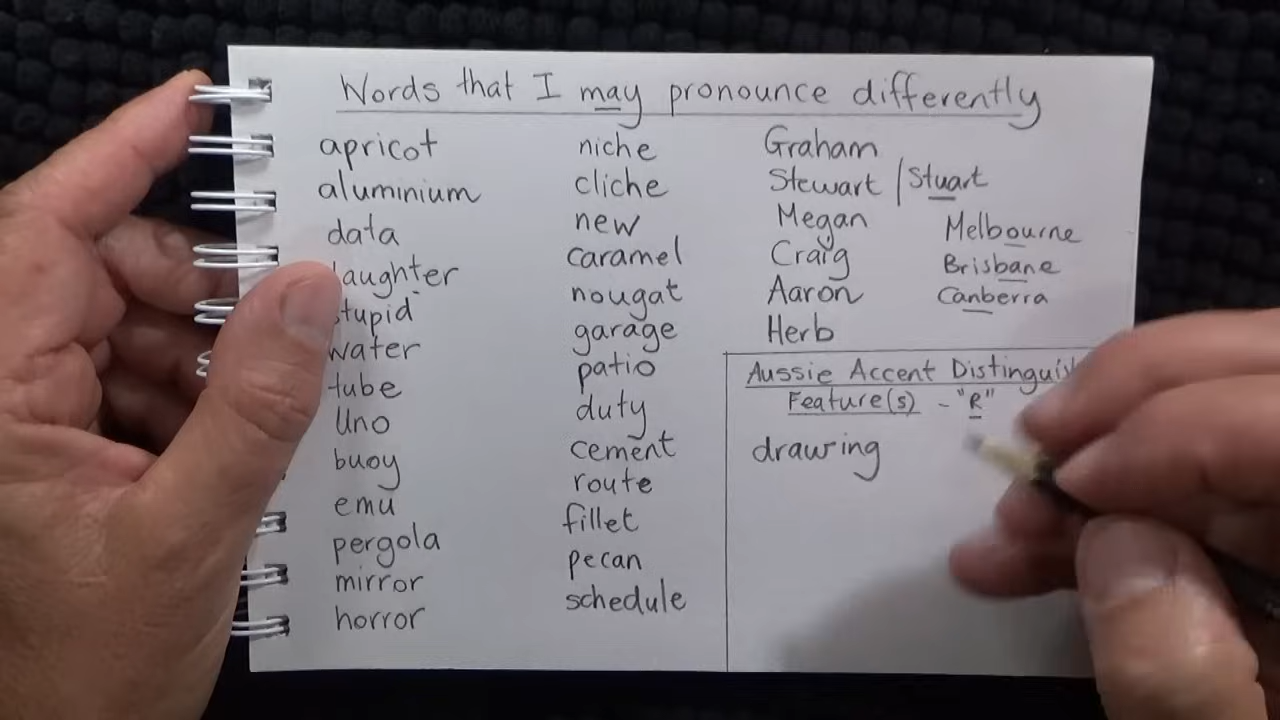 Words that I may pronounce differently
apricot
aluminium
data
laughter
stupid
water
tube
Uno
buoy
emu
pergola
mirror
horror
niche
cliche
new
caramel
nougat
garage
patio
duty
cement
route
fillet
pecan
schedule
Graham
Stewart / Stuart
Megan
Craig
Aaron
Herb
Melbourne
Brisbane
Canberra
Aussie Accent
Feature(s) - "R"
drawing